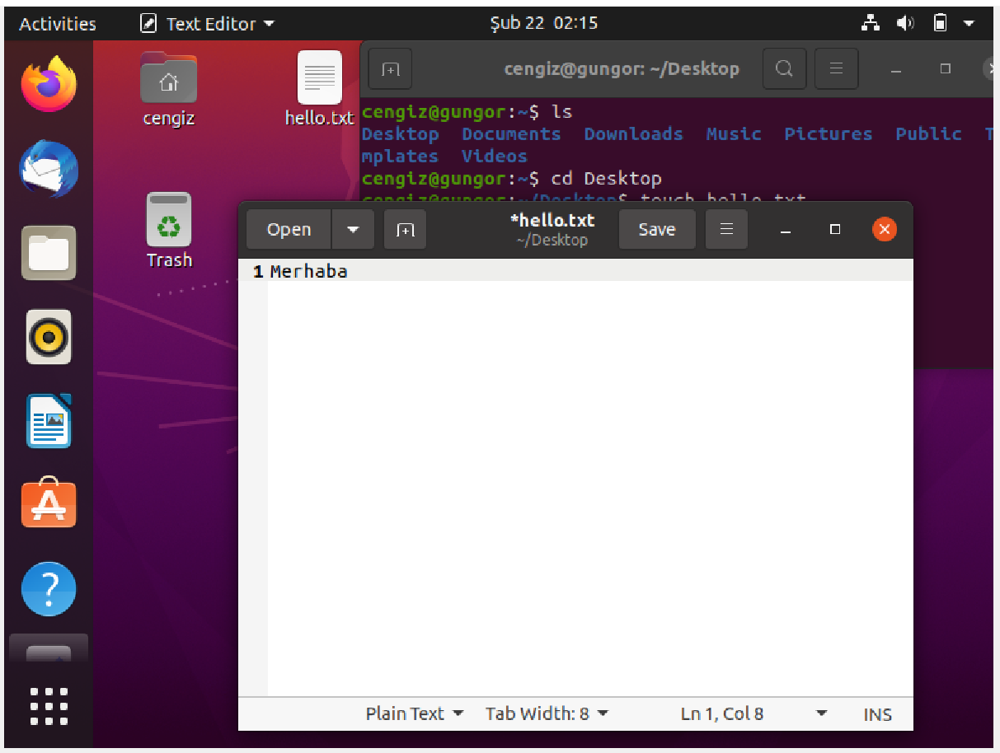 Activities Text Editor Şub 22 02:15
cengiz hello.txt
Trash
cengiz@gungor: ~/Desktop
cengiz@gungor:~$ ls
Desktop Documents Downloads Music Pictures Public T
mplates Videos
cengiz@gungor:~$ cd Desktop
cengiz@gungor:~/Desktop$ touch hello.txt
Open *hello.txt Save
~/Desktop
1 Merhaba
Plain Text Tab Width: 8 Ln 1, Col 8 INS